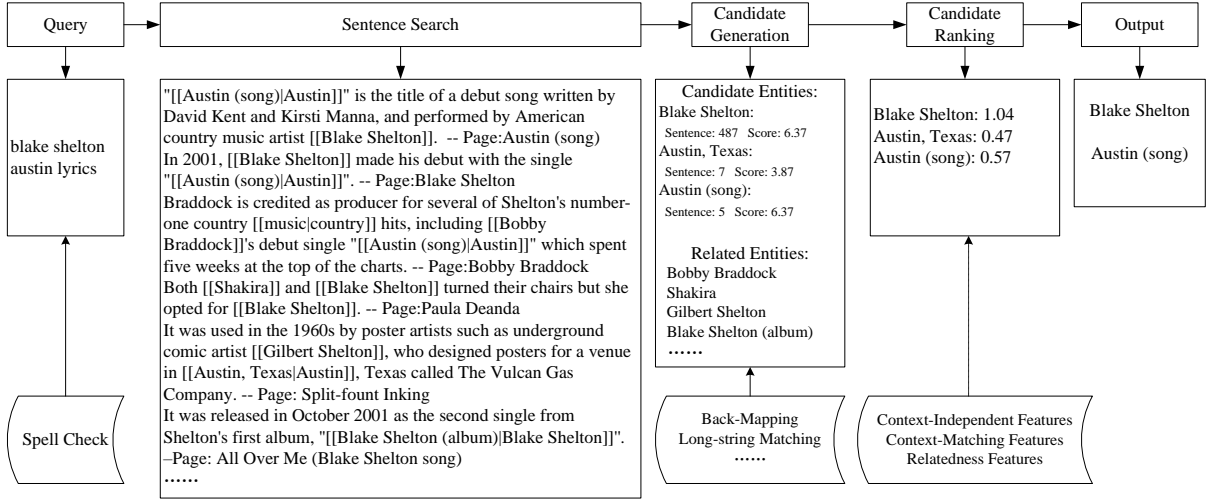 Query
Sentence Search
Candidate
Generation
Candidate
Ranking
Output
blake shelton
austin lyrics
"[[Austin (song)|Austin]]" is the title of a debut song written by
David Kent and Kirsti Manna, and performed by American
country music artist [[Blake Shelton]].  -- Page:Austin (song)
In 2001, [[Blake Shelton]] made his debut with the single
"[[Austin (song)|Austin]]". -- Page:Blake Shelton
Braddock is credited as producer for several of Shelton's number-
one country [[music|country]] hits, including [[Bobby
Braddock]]'s debut single "[[Austin (song)|Austin]]" which spent
five weeks at the top of the charts. -- Page:Bobby Braddock
Both [[Shakira]] and [[Blake Shelton]] turned their chairs but she
opted for [[Blake Shelton]]. -- Page:Paula Deanda
It was used in the 1960s by poster artists such as underground
comic artist [[Gilbert Shelton]], who designed posters for a venue
in [[Austin, Texas|Austin]], Texas called The Vulcan Gas
Company. -- Page: Split-fount Inking
It was released in October 2001 as the second single from
Shelton's first album, "[[Blake Shelton (album)|Blake Shelton]]".
–Page: All Over Me (Blake Shelton song)
……
Candidate Entities:
Blake Shelton:
Sentence: 487 Score: 6.37
Austin, Texas:
Sentence: 7 Score: 3.87
Austin (song):
Sentence: 5 Score: 6.37
Related Entities:
Bobby Braddock
Shakira
Gilbert Shelton
Blake Shelton (album)
……
Blake Shelton: 1.04
Austin, Texas: 0.47
Austin (song): 0.57
Blake Shelton
Austin (song)
Spell Check
Back-Mapping
Long-string Matching
……
Context-Independent Features
Context-Matching Features
Relatedness Features